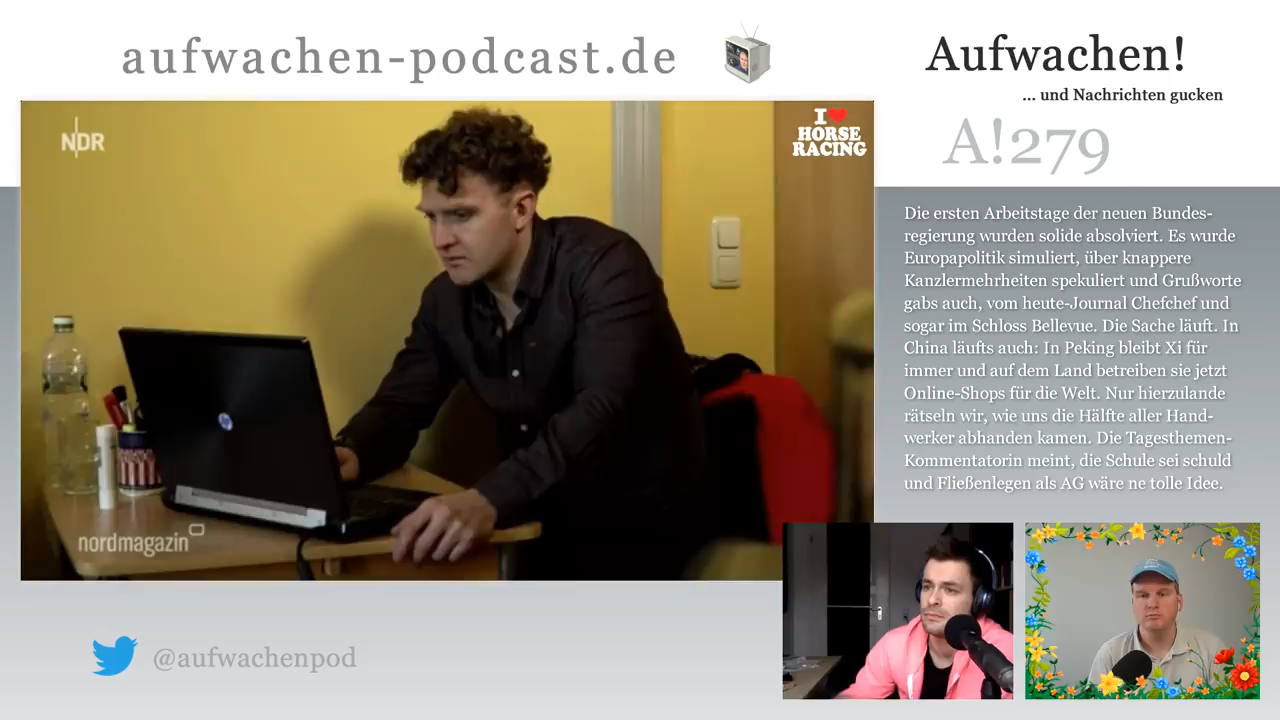 aufwachen-podcast.de
Aufwachen!
... und Nachrichten gucken
A!279
NDR
I
HORSE
RACING
Die ersten Arbeitstage der neuen Bundes-
regierung wurden solide absolviert. Es wurde
Europapolitik simuliert, über knappere
Kanzlermehrheiten spekuliert und Grußworte
gabs auch, vom heute-Journal Chefchef und
sogar im Schloss Bellevue. Die Sache läuft. In
China läufts auch: In Peking bleibt Xi für
immer und auf dem Land betreiben sie jetzt
Online-Shops für die Welt. Nur hierzulande
rätseln wir, wie uns die Hälfte aller Hand-
werker abhanden kamen. Die Tagesthemen-
Kommentatorin meint, die Schule sei schuld
und Fließenlegen als AG wäre ne tolle Idee.
nordmagazin
@aufwachenpod